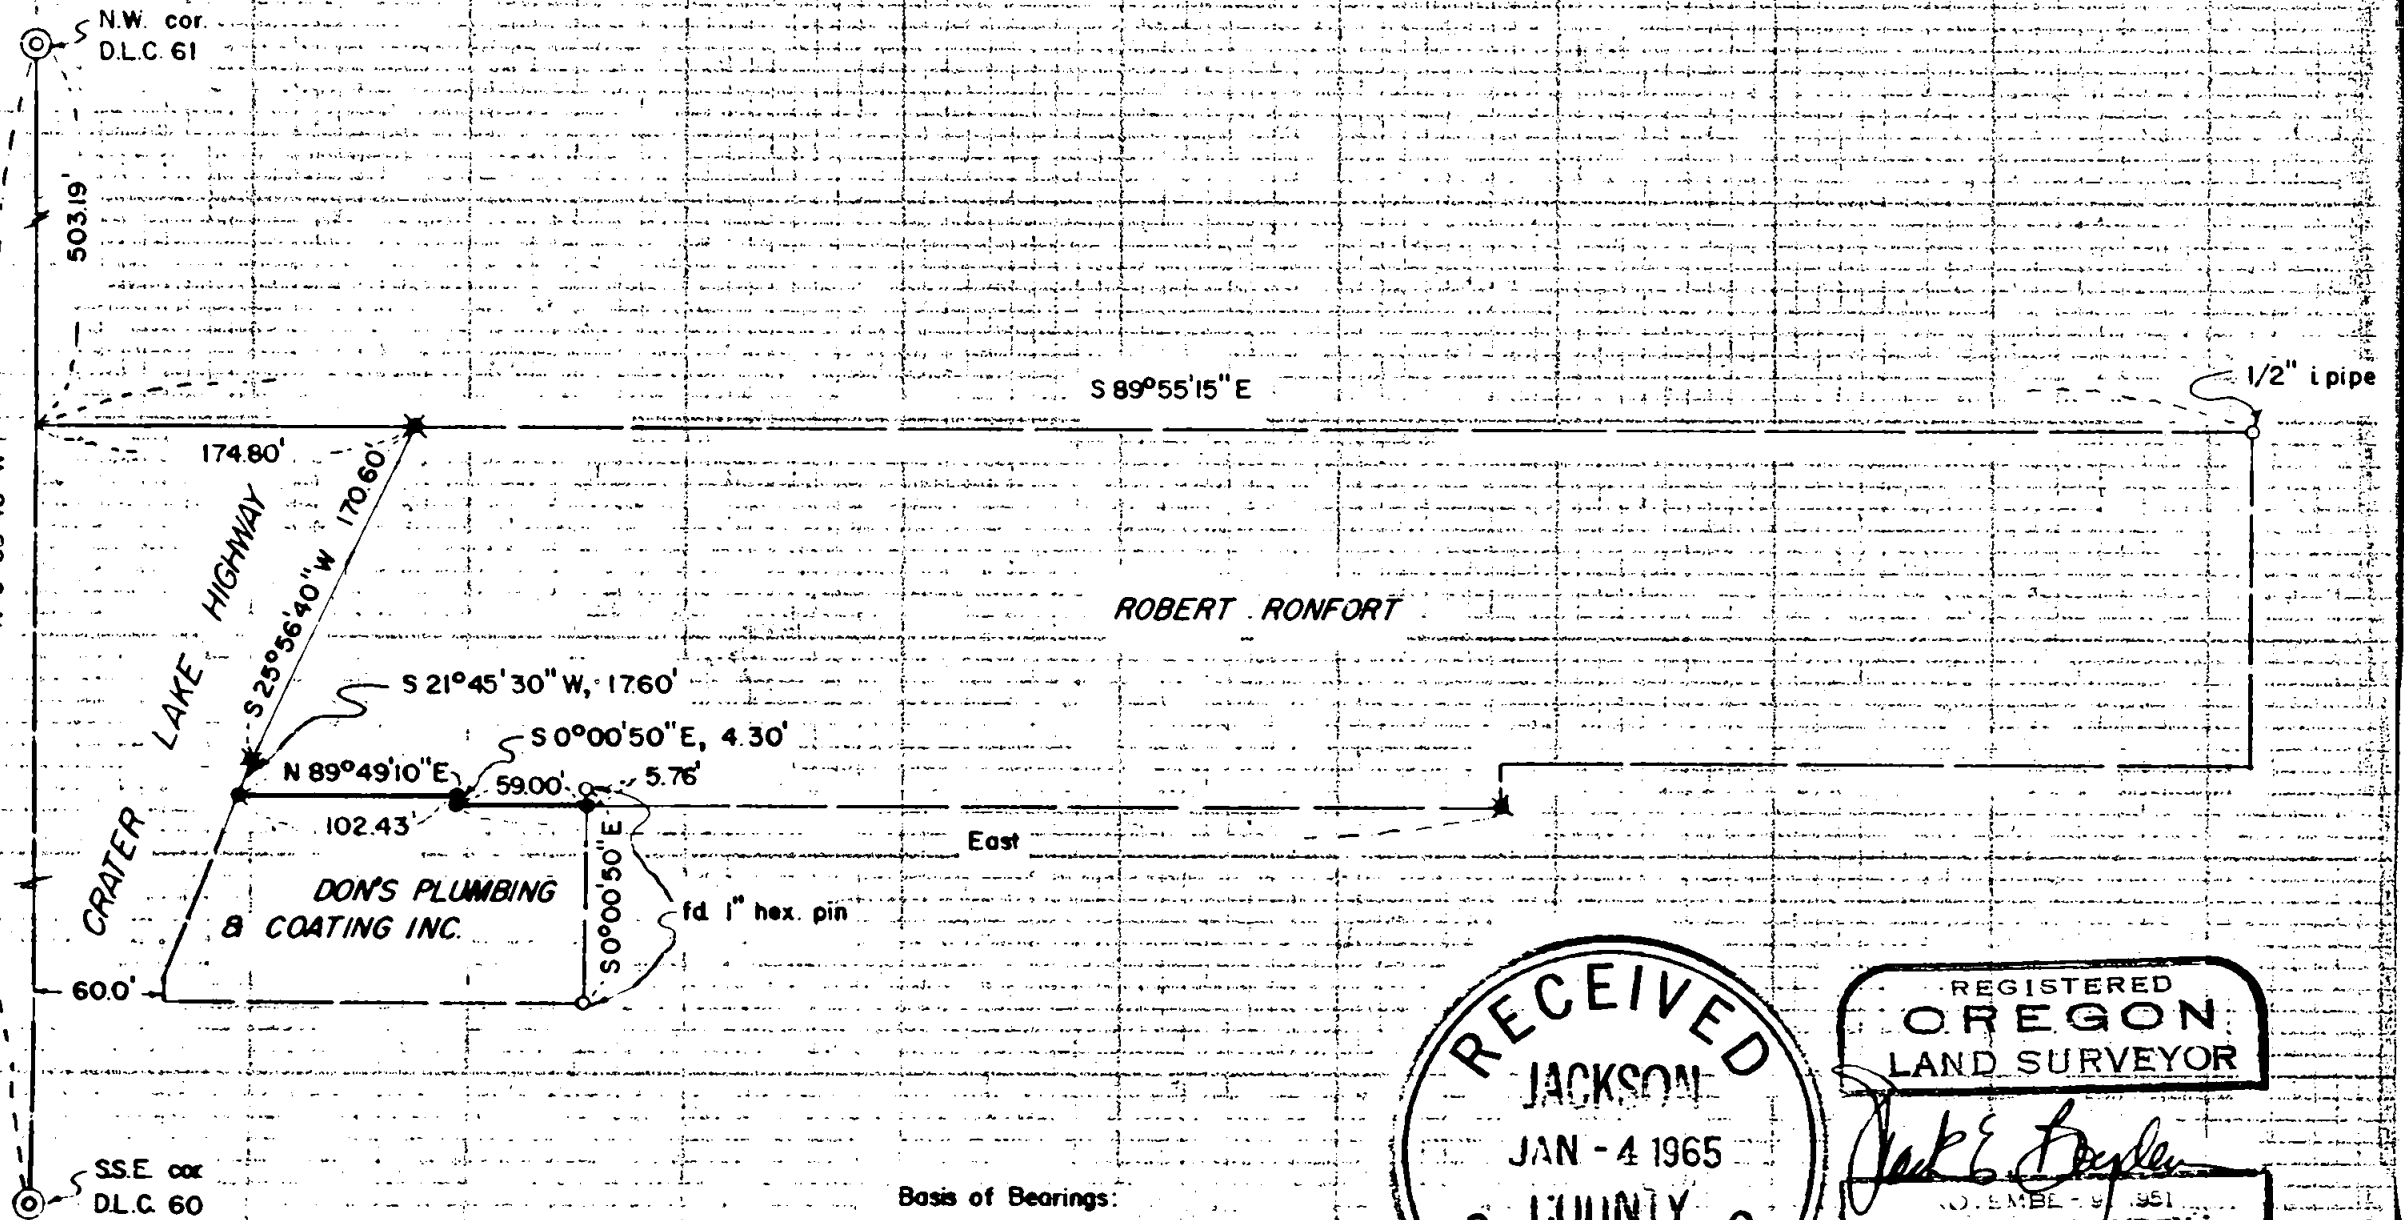 N.W. cor.
D.L.C. 61
503.19'
S 89°55'15" E
1/2" i pipe
174.80'
170.60'
S 25°56'40" W
CRATER LAKE HIGHWAY
ROBERT RONFORT
S 21°45'30" W, 17.60'
S 0°00'50" E, 4.30'
N 89°49'10" E
59.00'
5.76'
102.43'
East
DON'S PLUMBING
& COATING INC.
S 0°00'50" E
fd. 1" hex. pin
60.0'
S.S.E. cor
D.L.C. 60
Basis of Bearings:
RECEIVED
JACKSON
JAN - 4 1965
COUNTY
REGISTERED
OREGON
LAND SURVEYOR
Jack E.